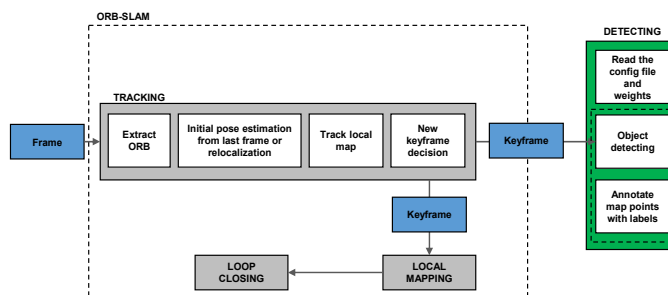 ORB-SLAM
DETECTING
Read the
config file
and
weights
TRACKING
Extract
ORB
Initial pose estimation
from last frame or
relocalization
Track local
map
New
keyframe
decision
Frame
Keyframe
Object
detecting
Annotate
map points
with labels
Keyframe
LOOP
CLOSING
LOCAL
MAPPING